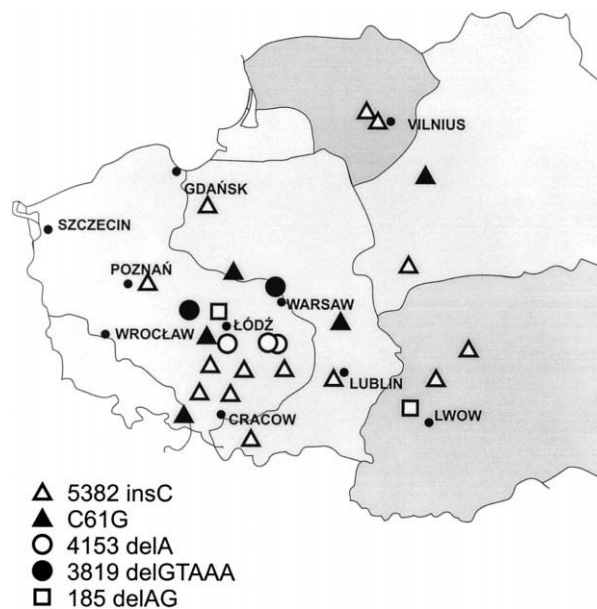 VILNIUS
GDAŃSK
SZCZECIN
POZNAŃ
WARSAW
ŁÓDŹ
WROCŁAW
LUBLIN
CRACOW
LWOW
5382 insC
C61G
4153 delA
3819 delGTAAA
185 delAG